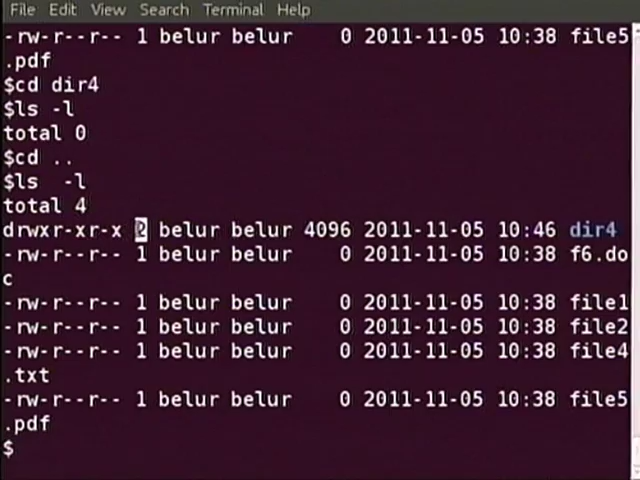 File Edit View Search Terminal Help
-rw-r--r-- 1 belur belur    0 2011-11-05 10:38 file5
.pdf
$cd dir4
$ls -l
total 0
$cd ..
$ls  -l
total 4
drwxr-xr-x 2 belur belur 4096 2011-11-05 10:46 dir4
-rw-r--r-- 1 belur belur    0 2011-11-05 10:38 f6.do
c
-rw-r--r-- 1 belur belur    0 2011-11-05 10:38 file1
-rw-r--r-- 1 belur belur    0 2011-11-05 10:38 file2
-rw-r--r-- 1 belur belur    0 2011-11-05 10:38 file4
.txt
-rw-r--r-- 1 belur belur    0 2011-11-05 10:38 file5
.pdf
$